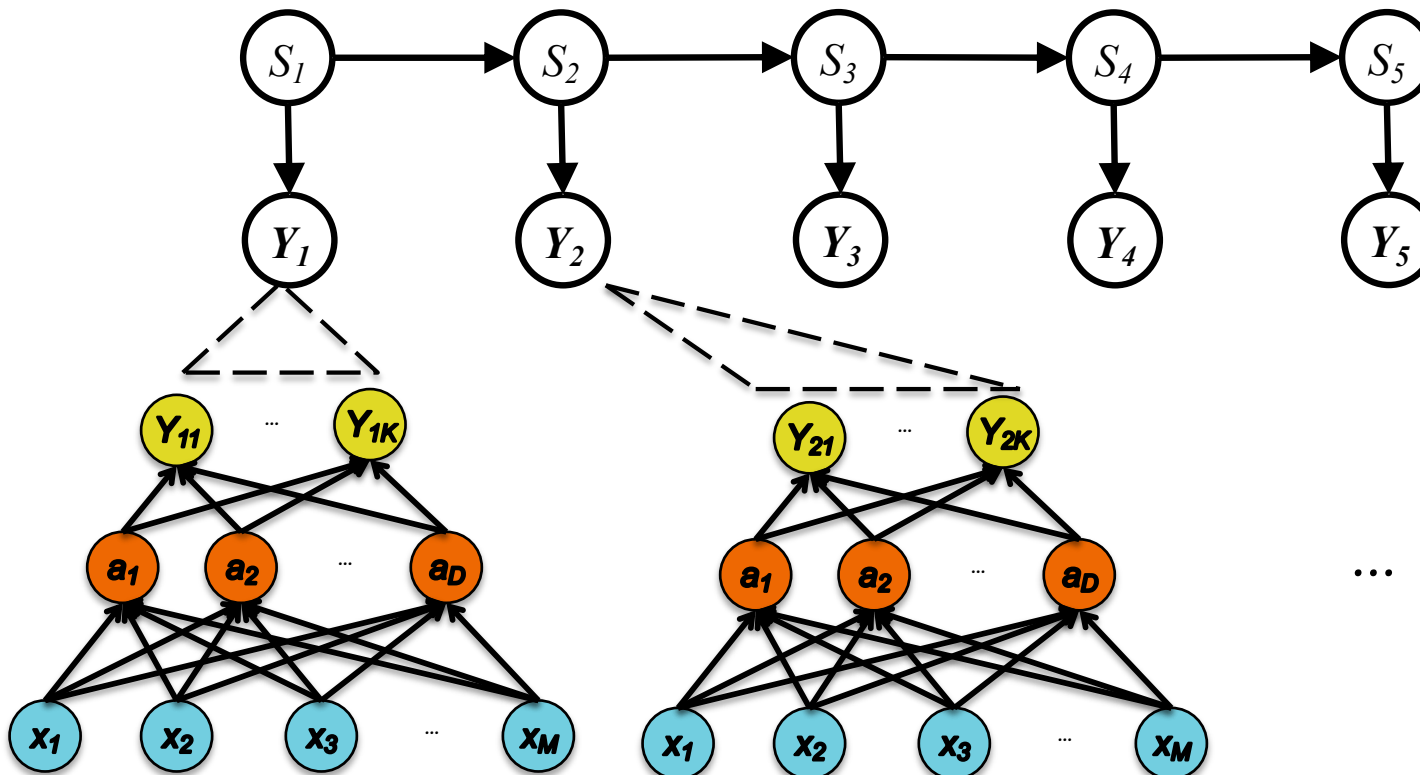 S1 S2 S3 S4 S5
Y1 Y2 Y3 Y4 Y5
Y11 ... Y1K Y21 ... Y2K
a1 a2 ... aD a1 a2 ... aD ...
x1 x2 x3 ... xM x1 x2 x3 ... xM